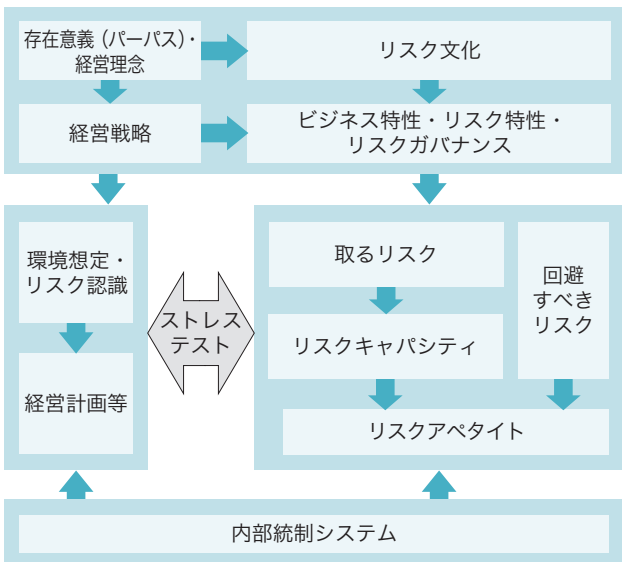 存在意義（パーパス）・
経営理念
リスク文化
経営戦略
ビジネス特性・リスク特性・
リスクガバナンス
環境想定・
リスク認識
経営計画等
ストレス
テスト
取るリスク
リスクキャパシティ
回避
すべき
リスク
リスクアペタイト
内部統制システム